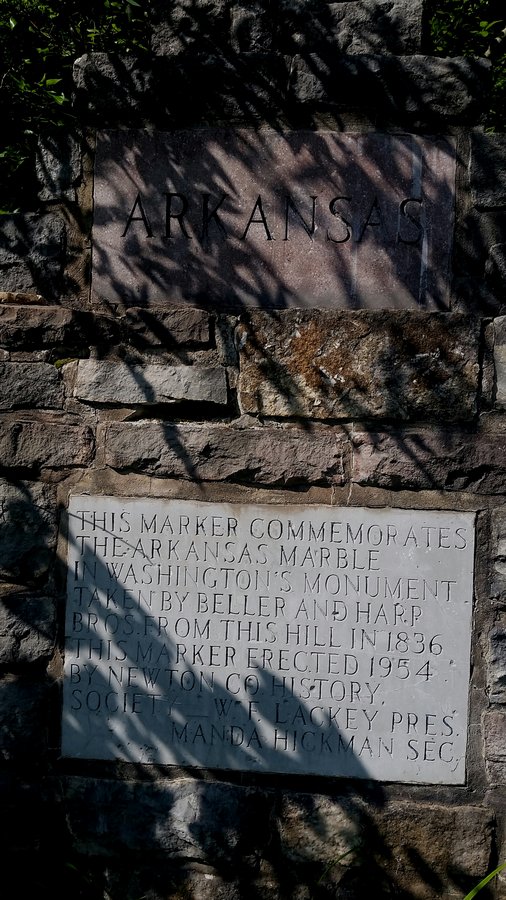 ARKANSAS
THIS MARKER COMMEMORATES
THE ARKANSAS MARBLE
IN WASHINGTON'S MONUMENT
TAKEN BY BELLER AND HARP
BROS. FROM THIS HILL IN 1836
THIS MARKER ERECTED 1954
BY NEWTON CO HISTORY,
SOCIETY W. F. LACKEY PRES.
MANDA HICKMAN SEC.